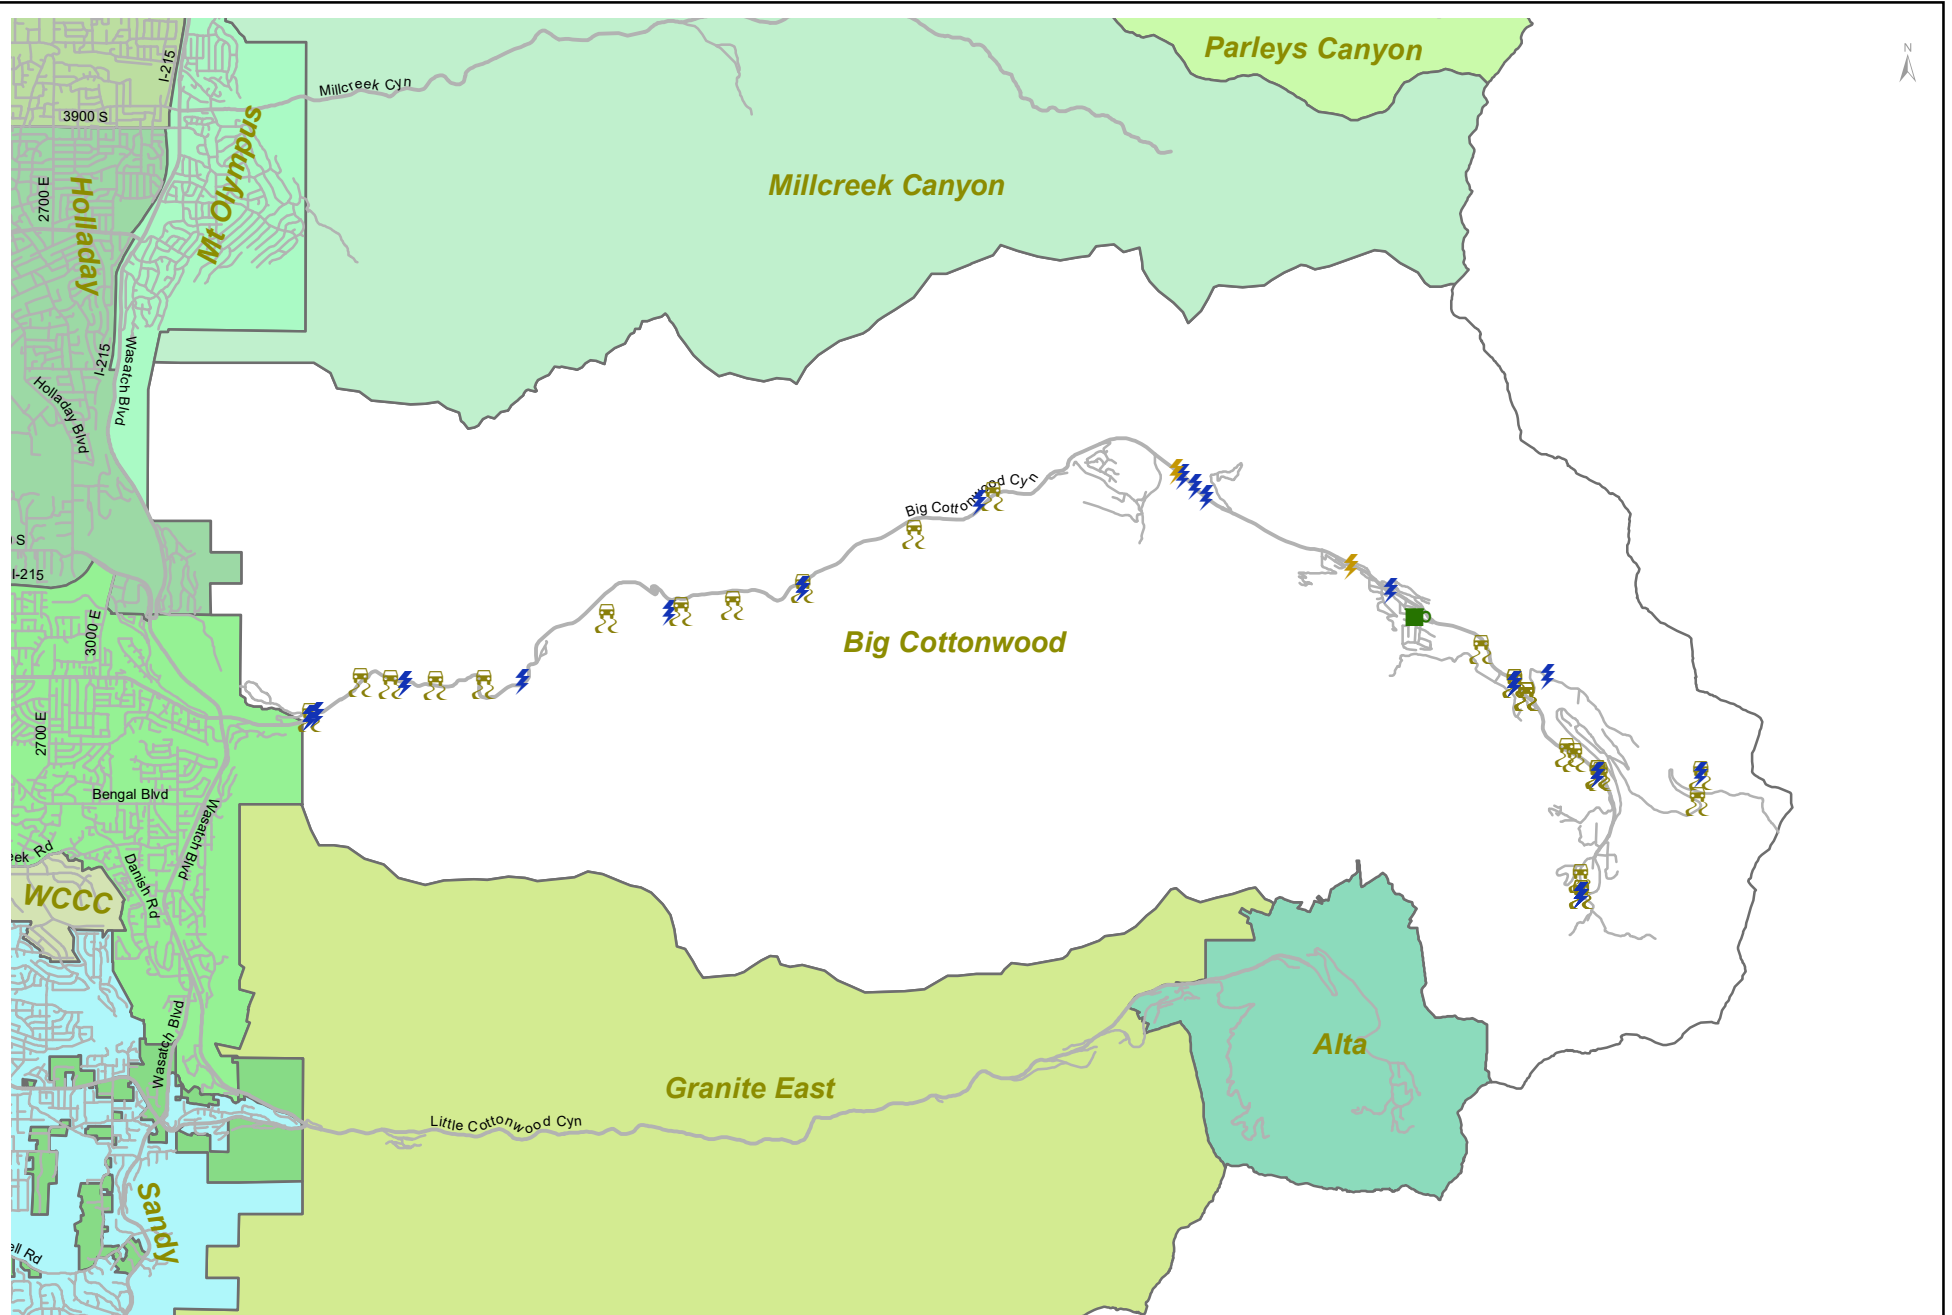 Parleys Canyon
N
I-215
Millcreek Cyn
3900 S
Mt Olympus
Millcreek Canyon
2700 E
Holladay
I-215
Wasatch Blvd
Holladay Blvd
Big Cottonwood Cyn
S
I-215
3000 E
Big Cottonwood
2700 E
Bengal Blvd
Wasatch Blvd
eek Rd
Danish Rd
WCCC
Wasatch Blvd
Alta
Granite East
Little Cottonwood Cyn
Sandy
ell Rd